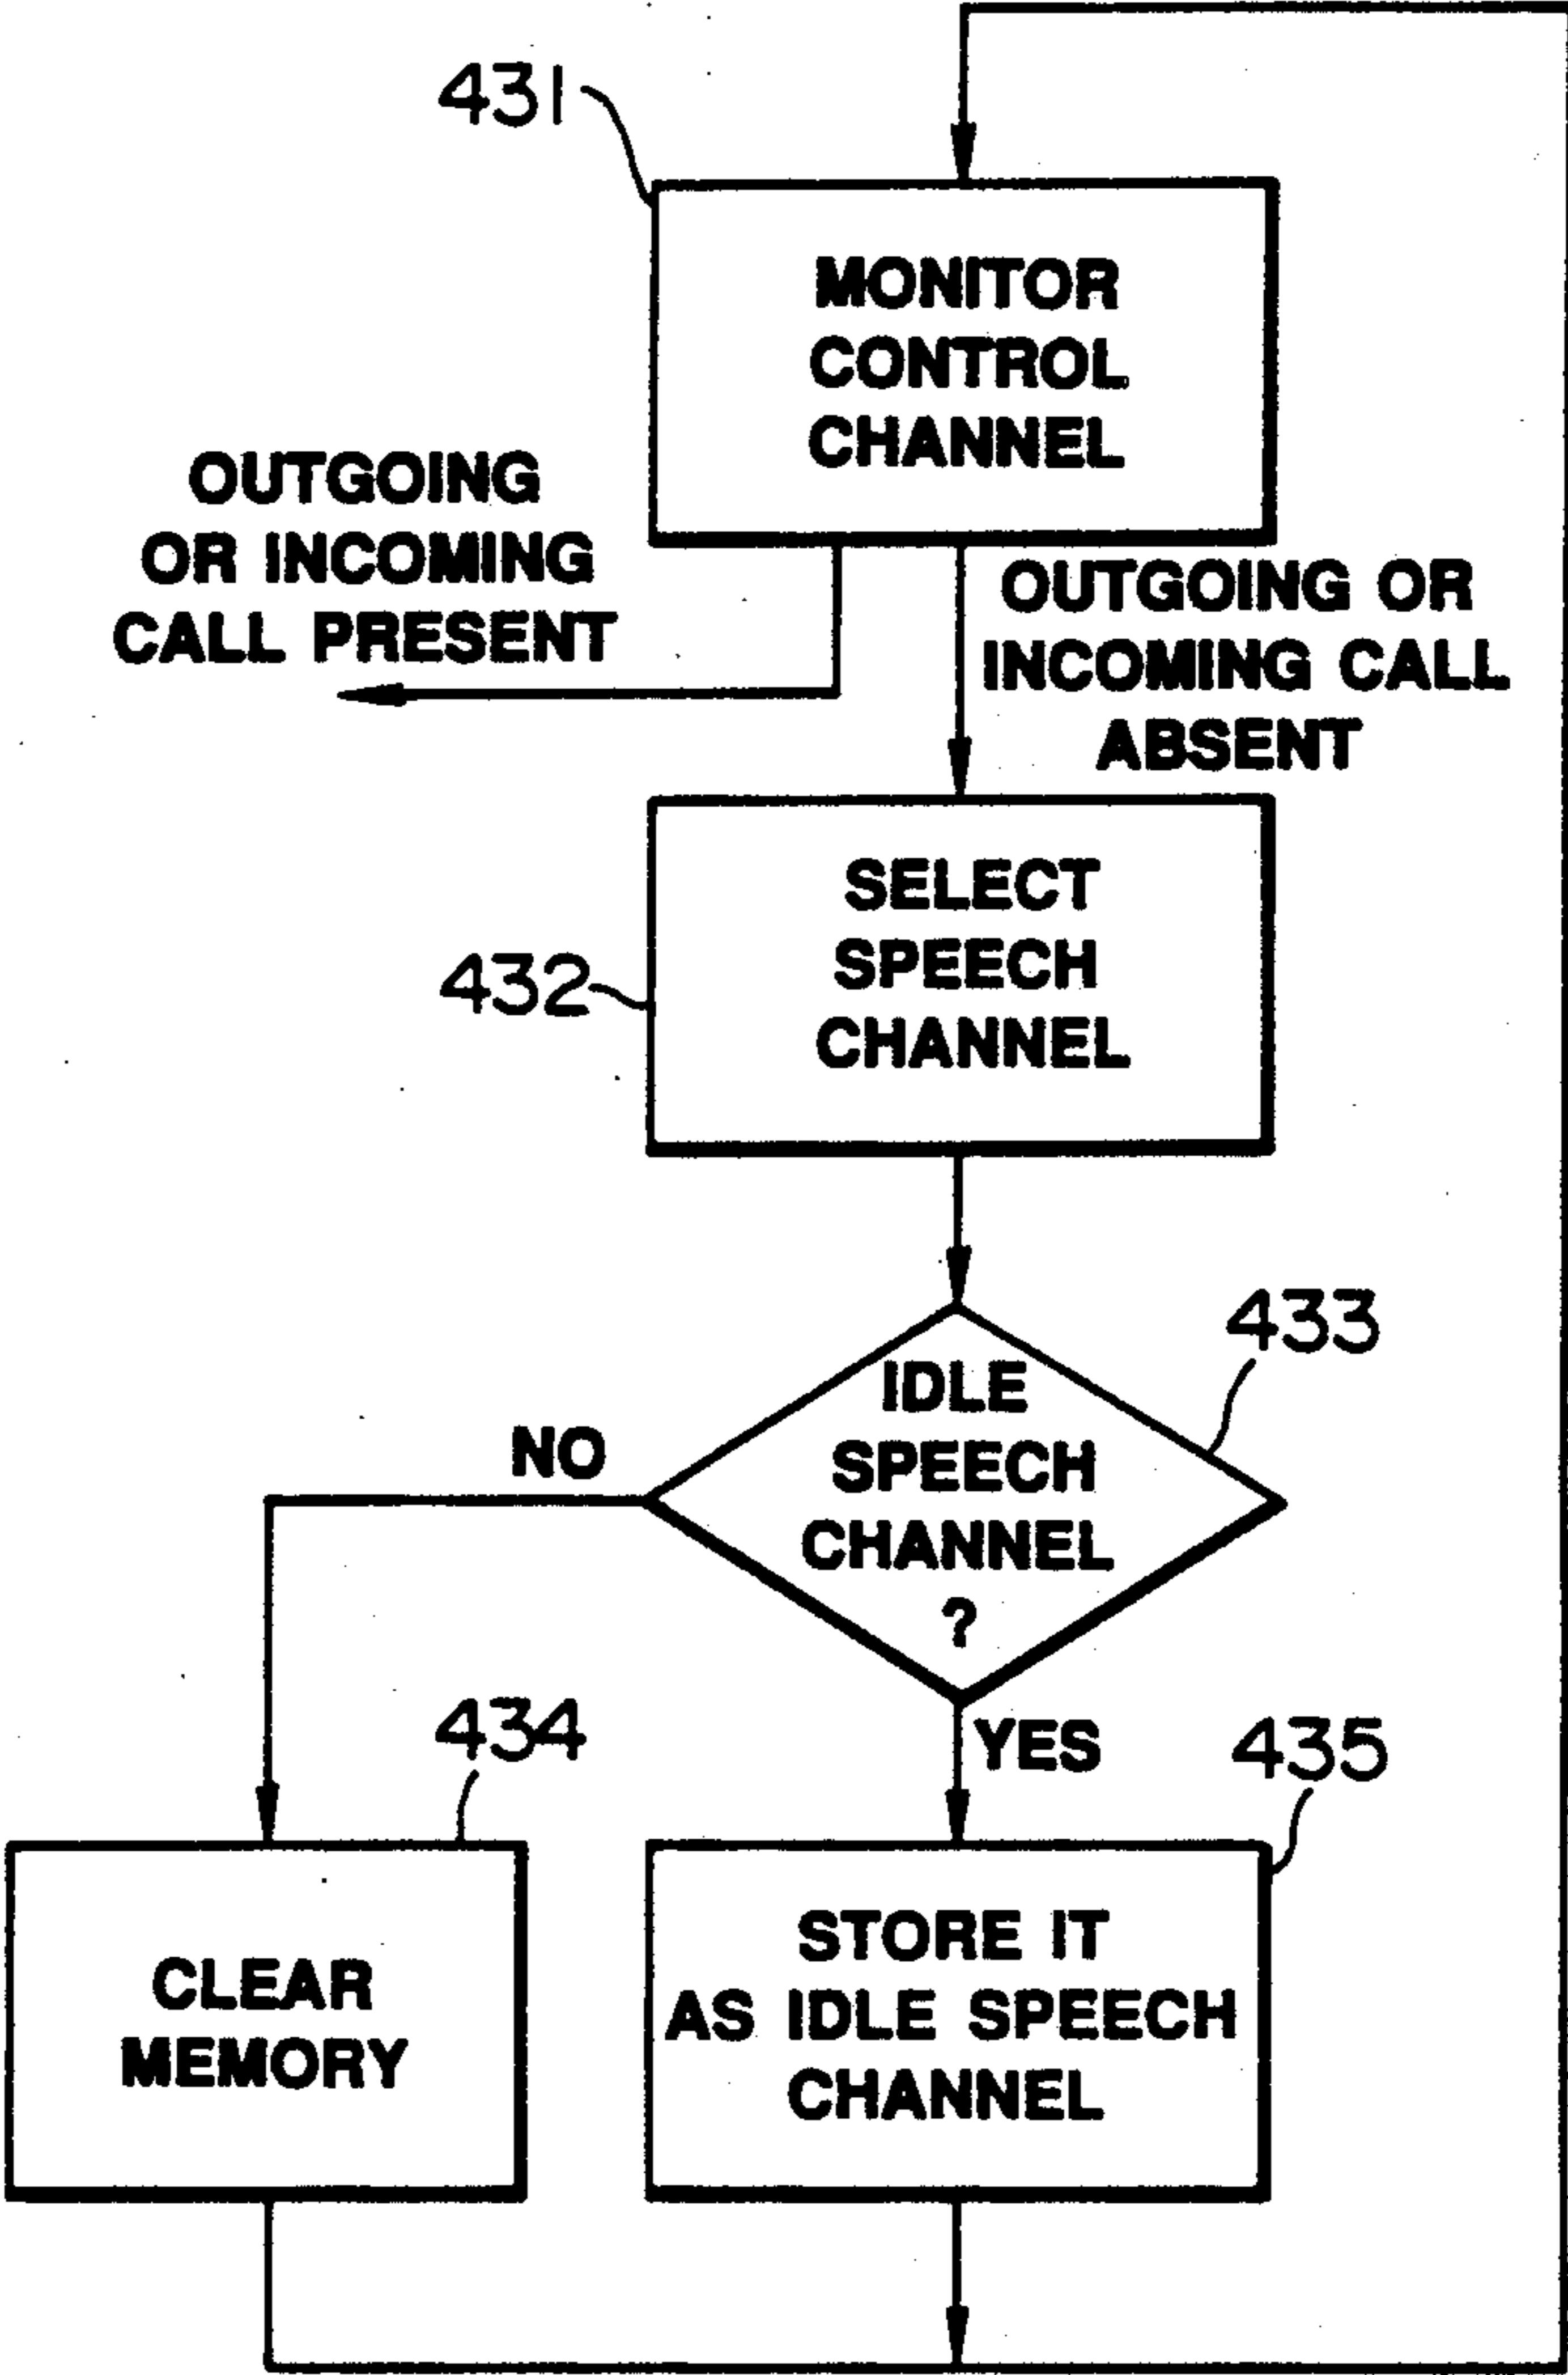 431
MONITOR
CONTROL
CHANNEL
OUTGOING
OR INCOMING
CALL PRESENT
OUTGOING OR
INCOMING CALL
ABSENT
432
SELECT
SPEECH
CHANNEL
433
IDLE
SPEECH
CHANNEL
?
NO
YES
434
CLEAR
MEMORY
435
STORE IT
AS IDLE SPEECH
CHANNEL